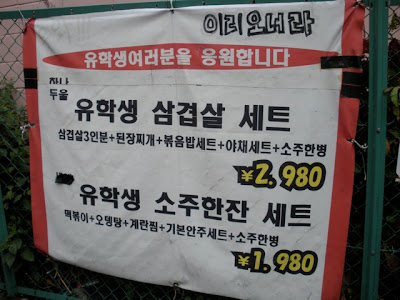 이리오너라
유학생여러분을 응원합니다
하나
두울
유학생 삼겹살 세트
삼겹살3인분+된장찌개+볶음밥세트+야채세트+소주한병
¥2,980
유학생 소주한잔 세트
떡볶이+오뎅탕+계란찜+기본안주세트+소주한병
¥1,980